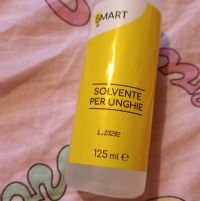 SMART
SOLVENTE
PER UNGHIE
L.23292
125 ml e